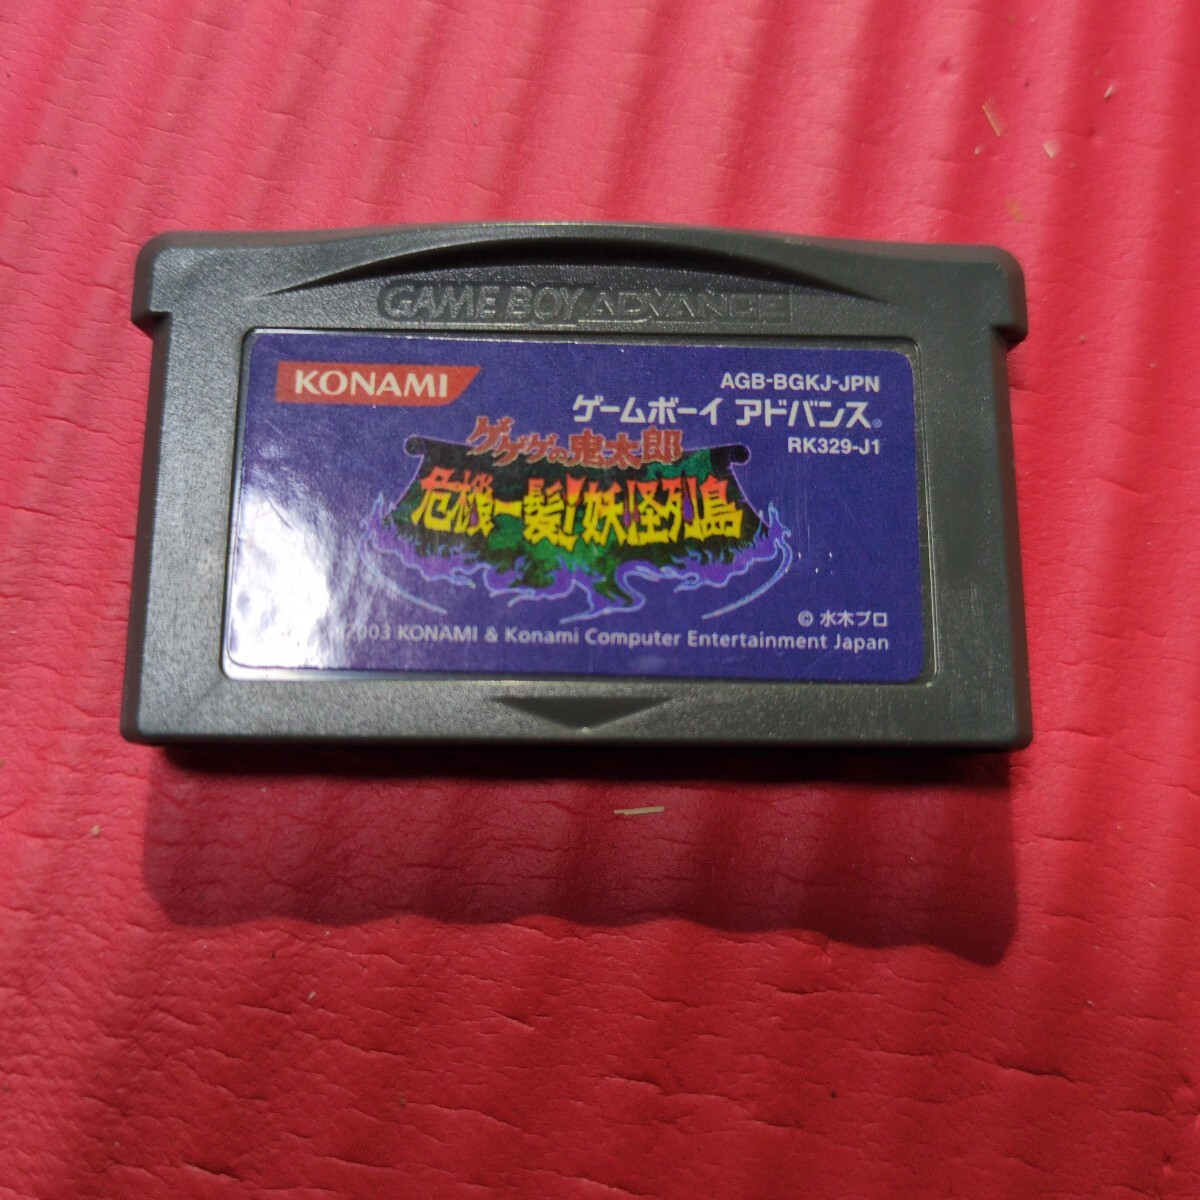 GAME BOY ADVANCE
KONAMI
AGB-BGKJ-JPN
ゲームボーイ アドバンス®
RK329-J1
ゲゲゲの鬼太郎
危機一髪!妖怪列島
© 水木プロ
2003 KONAMI & Konami Computer Entertainment Japan